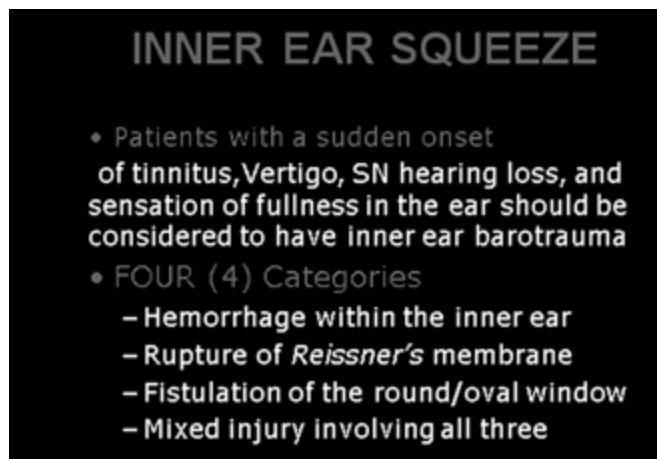 INNER EAR SQUEEZE
• Patients with a sudden onset
of tinnitus,Vertigo, SN hearing loss, and
sensation of fullness in the ear should be
considered to have inner ear barotrauma
• FOUR (4) Categories
– Hemorrhage within the inner ear
– Rupture of Reissner's membrane
– Fistulation of the round/oval window
– Mixed injury involving all three